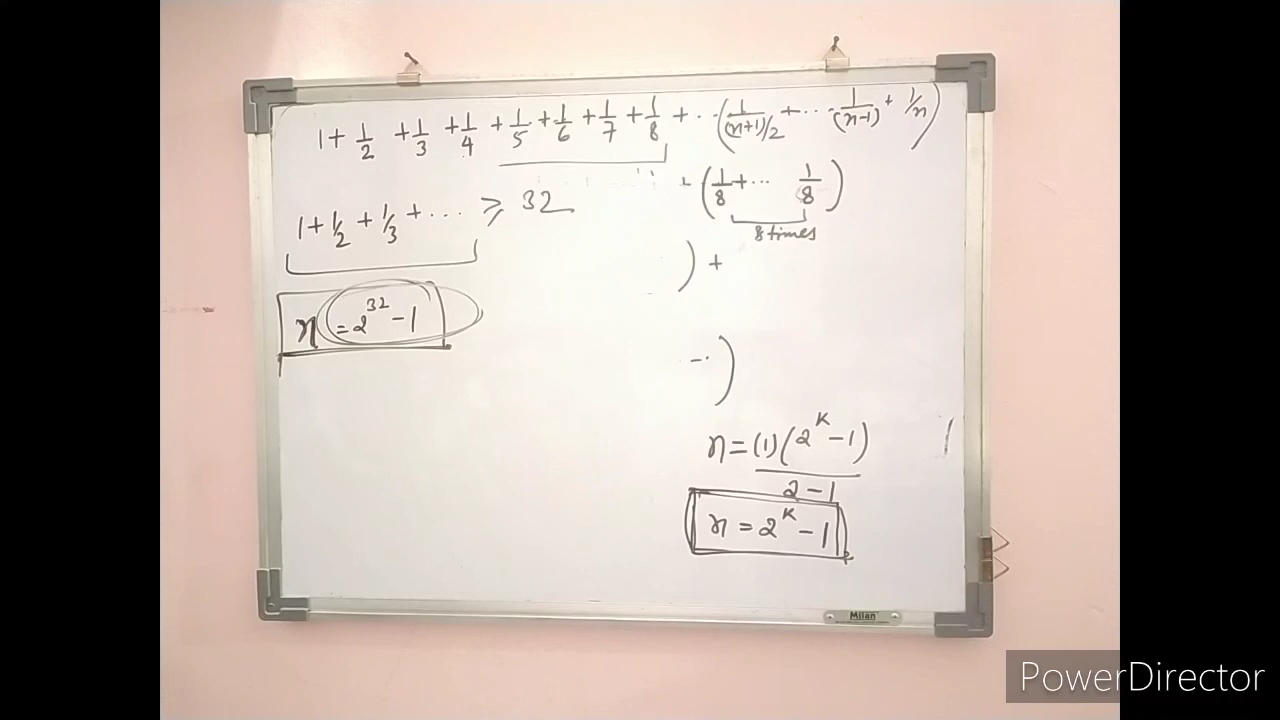 1 + 1/2 + 1/3 + 1/4 + 1/5 + 1/6 + 1/7 + 1/8 + ... (1/(n+1)/2 + ... 1/(n-1) + 1/n)
+ (1/8 + ... 1/8)
8 times
1 + 1/2 + 1/3 + ... ≥ 32
) +
n = 2^32 - 1
...)
n = (1)(2^K - 1)/2 - 1
n = 2^K - 1
Milan
PowerDirector